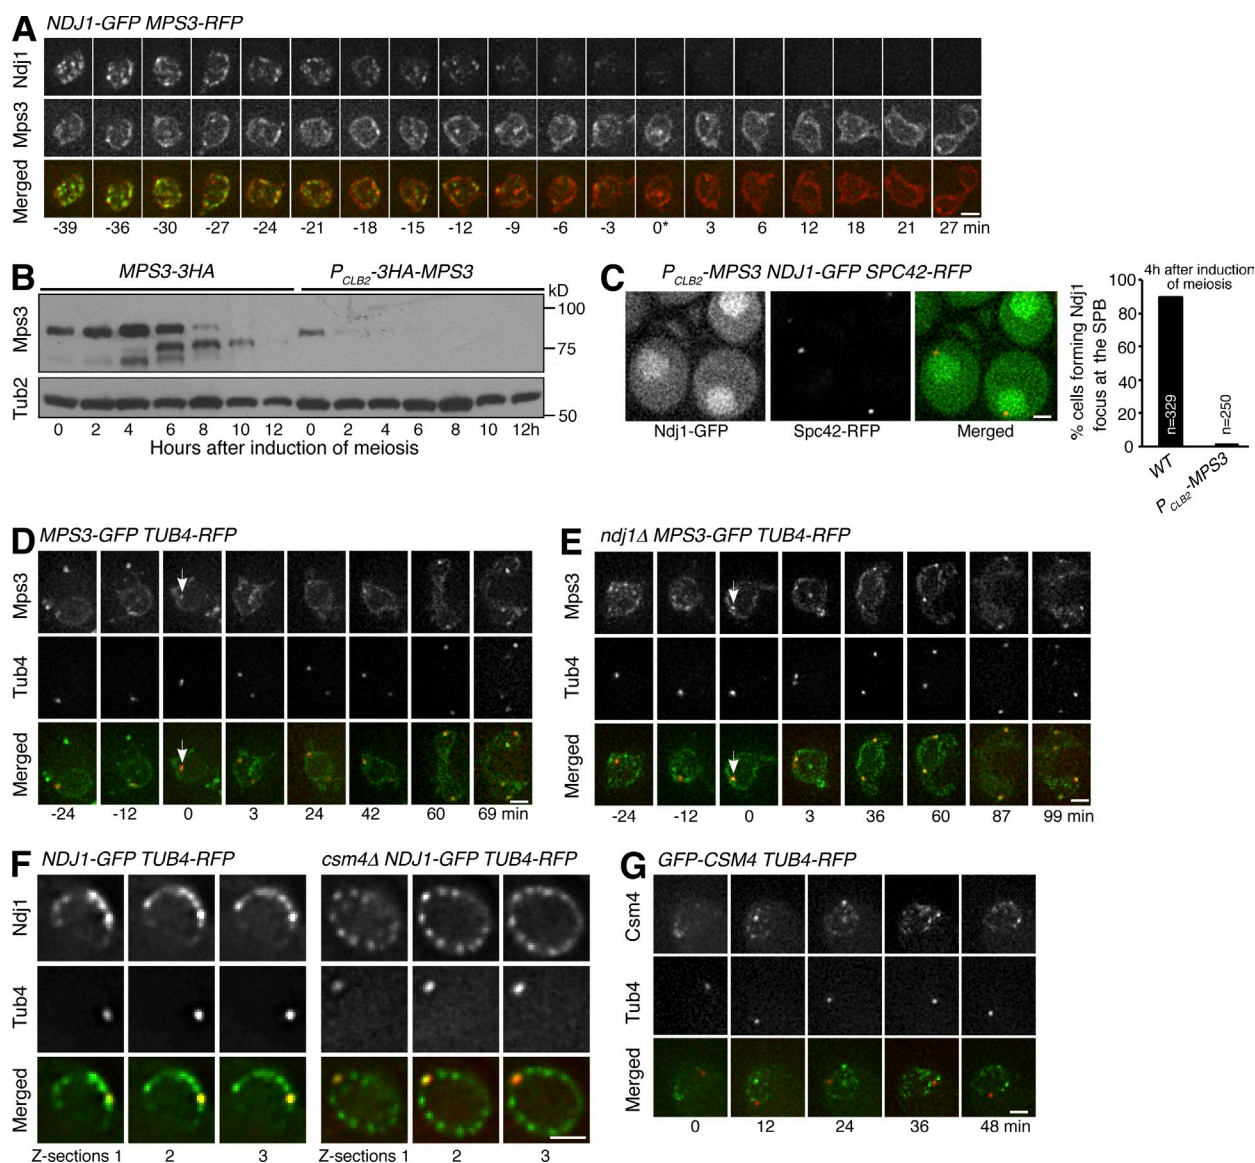 A NDJ1-GFP MPS3-RFP
Ndj1
Mps3
Merged
-39 -36 -30 -27 -24 -21 -18 -15 -12 -9 -6 -3 0* 3 6 12 18 21 27 min
B MPS3-3HA PCLB2-3HA-MPS3
kD
Mps3
100
75
Tub2
50
0 2 4 6 8 10 12 0 2 4 6 8 10 12h
Hours after induction of meiosis
C PCLB2-MPS3 NDJ1-GFP SPC42-RFP
Ndj1-GFP Spc42-RFP Merged
4h after induction
of meiosis
% cells forming Ndj1
focus at the SPB
100
80
60
40
20
0
n=329
n=250
WT
PCLB2-MPS3
D MPS3-GFP TUB4-RFP
Mps3
Tub4
Merged
-24 -12 0 3 24 42 60 69 min
E ndj1Δ MPS3-GFP TUB4-RFP
Mps3
Tub4
Merged
-24 -12 0 3 36 60 87 99 min
F NDJ1-GFP TUB4-RFP csm4Δ NDJ1-GFP TUB4-RFP
Ndj1
Tub4
Merged
Z-sections 1 2 3 Z-sections 1 2 3
G GFP-CSM4 TUB4-RFP
Csm4
Tub4
Merged
0 12 24 36 48 min